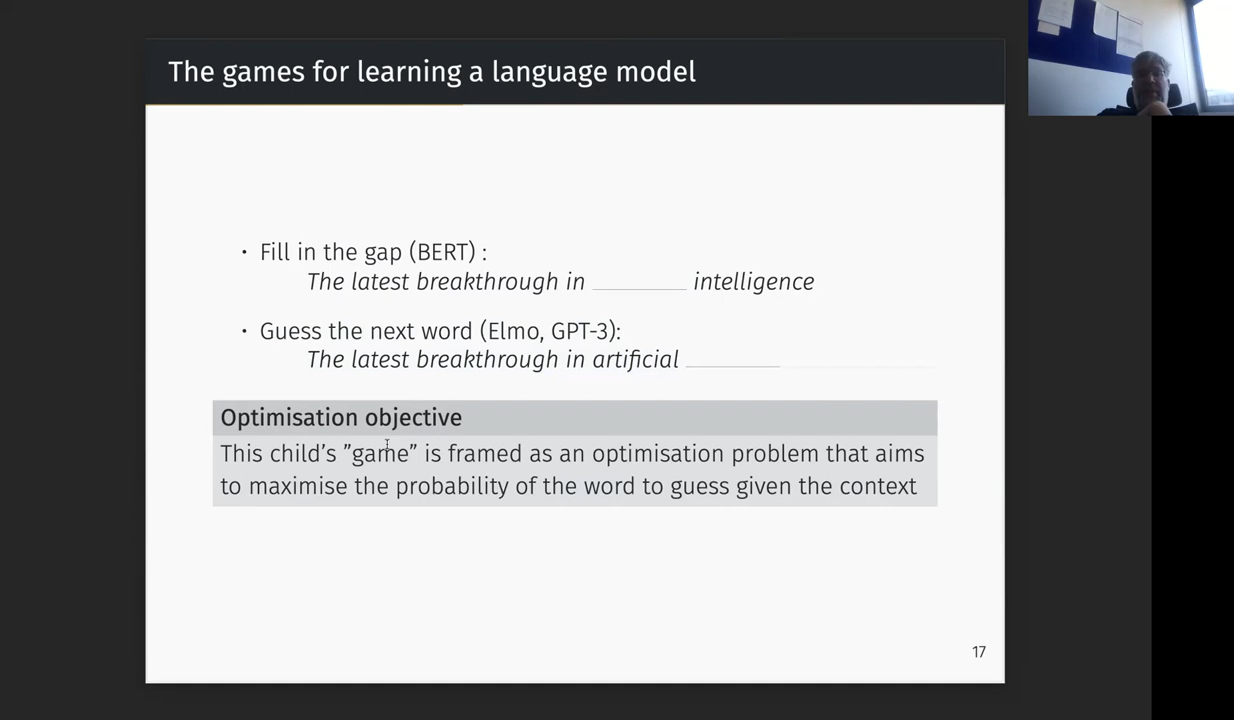 The games for learning a language model
• Fill in the gap (BERT) :
The latest breakthrough in ________ intelligence
• Guess the next word (Elmo, GPT-3):
The latest breakthrough in artificial ________
Optimisation objective
This child's ”game” is framed as an optimisation problem that aims
to maximise the probability of the word to guess given the context
17